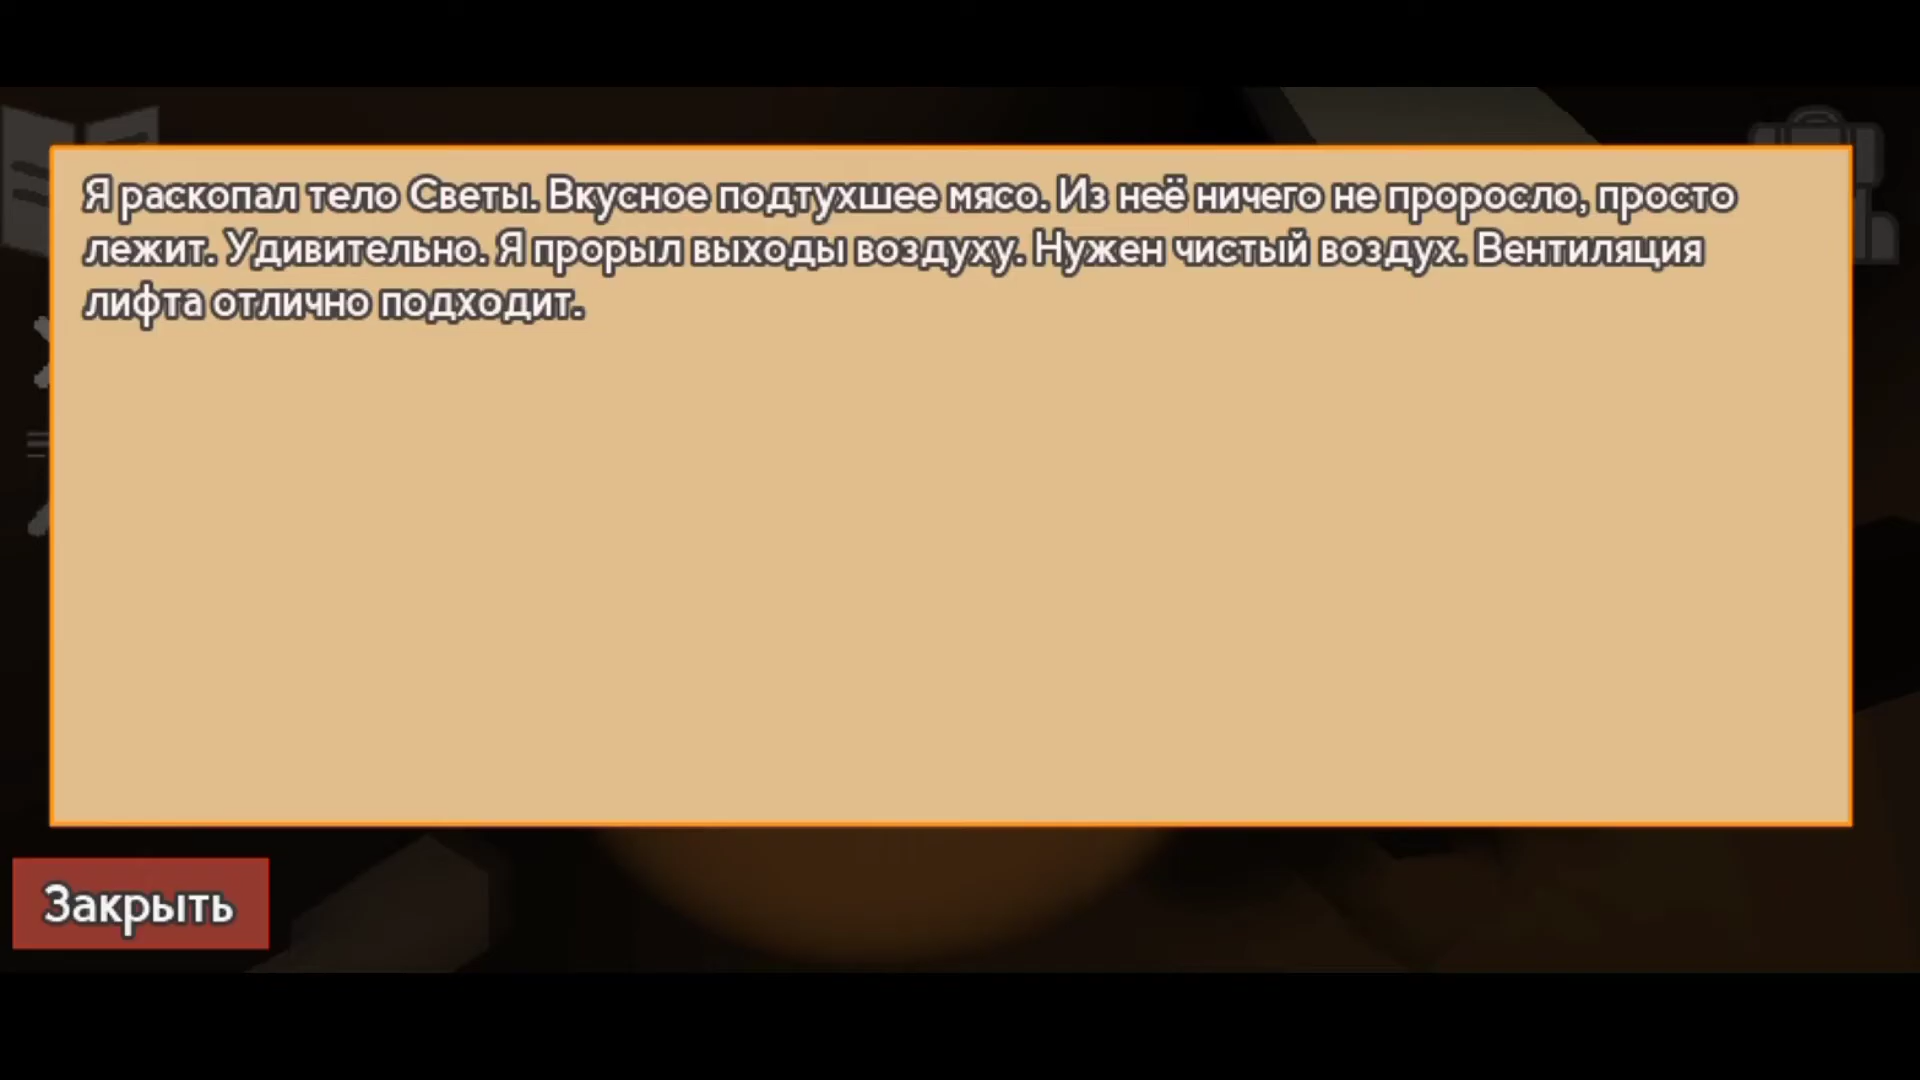 Я раскопал тело Светы. Вкусное подтухшее мясо. Из неё ничего не проросло, просто
лежит. Удивительно. Я прорыл выходы воздуху. Нужен чистый воздух. Вентиляция
лифта отлично подходит.
Закрыть